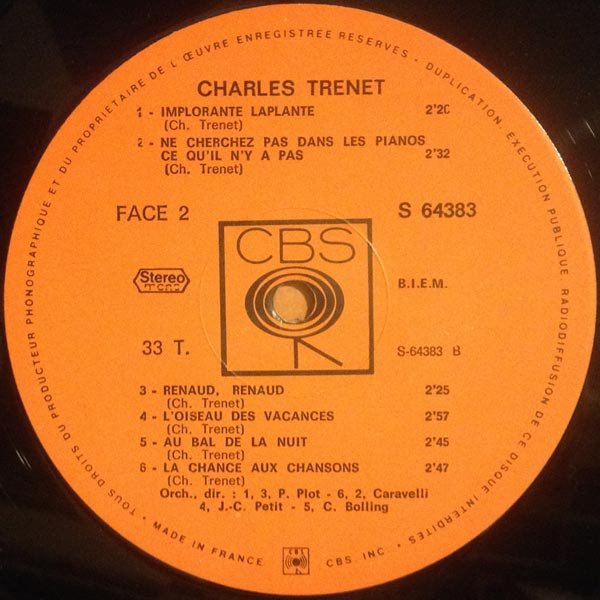 TOUS DROITS DU PRODUCTEUR PHONOGRAPHIQUE ET DU PROPRIETAIRE DE L'ŒUVRE ENREGISTREE RESERVES - DUPLICATION, EXECUTION PUBLIQUE, RADIODIFFUSION DE CE DISQUE INTERDITES
CHARLES TRENET
1 - IMPLORANTE LAPLANTE 2'20
(Ch. Trenet)
2 - NE CHERCHEZ PAS DANS LES PIANOS
CE QU'IL N'Y A PAS 2'32
(Ch. Trenet)
FACE 2 S 64383
CBS
Stereo B.I.E.M.
33 T. S-64383 B
3 - RENAUD, RENAUD 2'25
(Ch. Trenet)
4 - L'OISEAU DES VACANCES 2'57
(Ch. Trenet)
5 - AU BAL DE LA NUIT 2'45
(Ch. Trenet)
6 - LA CHANCE AUX CHANSONS 2'47
(Ch. Trenet)
Orch., dir. : 1, 3, P. Plot - 6, 2, Caravelli
4, J.-C. Petit - 5, C. Bolling
MADE IN FRANCE CBS CBS. INC.